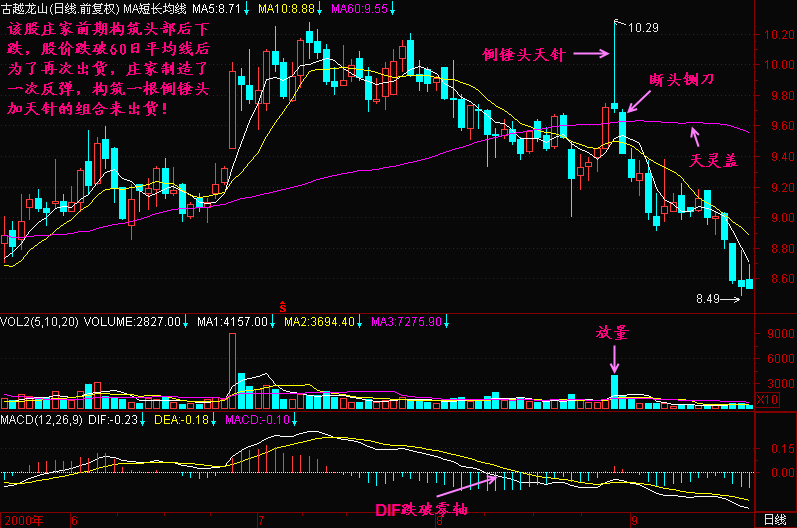 古越龙山(日线.前复权) MA短长均线 MA5:8.71↓ MA10:8.88↓ MA60:9.55↓
该股庄家前期构筑头部后下
跌，股价跌破60日平均线后
为了再次出货，庄家制造了
一次反弹，构筑一根倒锤头
加天针的组合来出货！
10.29
倒锤头天针
断头铡刀
天灵盖
10.20
10.00
9.80
9.60
9.40
9.20
9.00
8.80
8.60
8.49
S
VOL2(5,10,20) VOLUME:2827.00↓ MA1:4157.00↓ MA2:3694.40↓ MA3:7275.90↓
放量
9000
6000
3000
X10
MACD(12,26,9) DIF:-0.23↓ DEA:-0.18↓ MACD:-0.10↓
0.15
0.00
DIF跌破零轴
2000年 6 7 8 9 日线